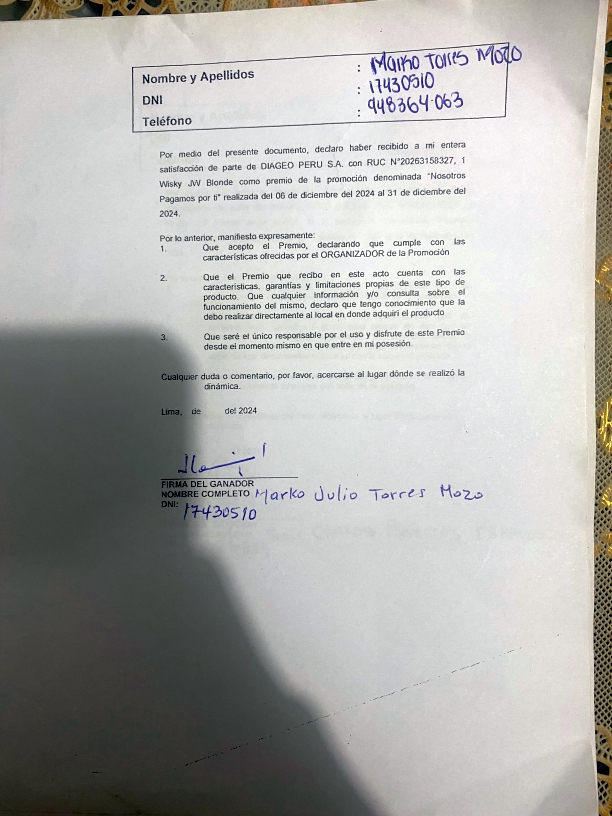 Nombre y Apellidos : Marko Torres Mozo
DNI : 17430510
Teléfono : 948364-063
Por medio del presente documento, declaro haber recibido a mi entera
satisfacción de parte de DIAGEO PERU S.A. con RUC N°20263158327, 1
Wisky JW Blonde como premio de la promoción denominada "Nosotros
Pagamos por ti" realizada del 06 de diciembre del 2024 al 31 de diciembre del
2024.
Por lo anterior, manifiesto expresamente:
1. Que acepto el Premio, declarando que cumple con las
características ofrecidas por el ORGANIZADOR de la Promoción
2. Que el Premio que recibo en este acto cuenta con las
características, garantías y limitaciones propias de este tipo de
producto. Que cualquier información y/o consulta sobre el
funcionamiento del mismo, declaro que tengo conocimiento que la
debo realizar directamente al local en donde adquirí el producto
3. Que seré el único responsable por el uso y disfrute de este Premio
desde el momento mismo en que entre en mi posesión.
Cualquier duda o comentario, por favor, acercarse al lugar dónde se realizó la
dinámica.
Lima, de del 2024
FIRMA DEL GANADOR
NOMBRE COMPLETO Marko Julio Torres Mozo
DNI: 17430510